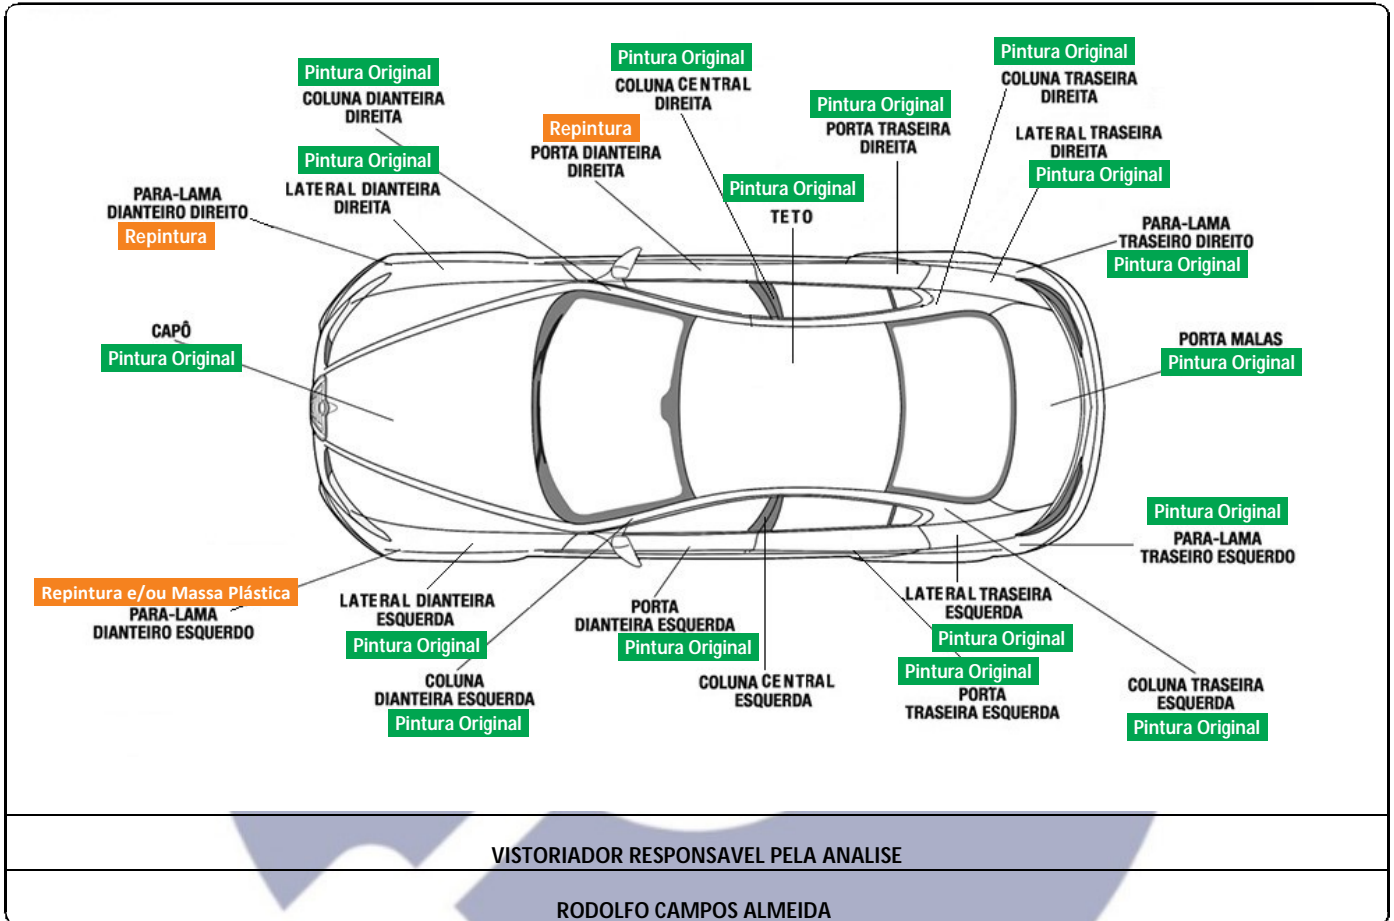 Pintura Original
COLUNA DIANTEIRA
DIREITA
Pintura Original
LATERAL DIANTEIRA
DIREITA
PARA-LAMA
DIANTEIRO DIREITO
Repintura
CAPÔ
Pintura Original
Pintura Original
COLUNA CENTRAL
DIREITA
Repintura
PORTA DIANTEIRA
DIREITA
Pintura Original
TETO
Pintura Original
PORTA TRASEIRA
DIREITA
Pintura Original
COLUNA TRASEIRA
DIREITA
LATERAL TRASEIRA
DIREITA
Pintura Original
PARA-LAMA
TRASEIRO DIREITO
Pintura Original
PORTA MALAS
Pintura Original
Pintura Original
PARA-LAMA
TRASEIRO ESQUERDO
Repintura e/ou Massa Plástica
PARA-LAMA
DIANTEIRO ESQUERDO
LATERAL DIANTEIRA
ESQUERDA
Pintura Original
COLUNA
DIANTEIRA ESQUERDA
Pintura Original
PORTA
DIANTEIRA ESQUERDA
Pintura Original
COLUNA CENTRAL
ESQUERDA
LATERAL TRASEIRA
ESQUERDA
Pintura Original
Pintura Original
PORTA
TRASEIRA ESQUERDA
COLUNA TRASEIRA
ESQUERDA
Pintura Original
VISTORIADOR RESPONSAVEL PELA ANALISE
RODOLFO CAMPOS ALMEIDA